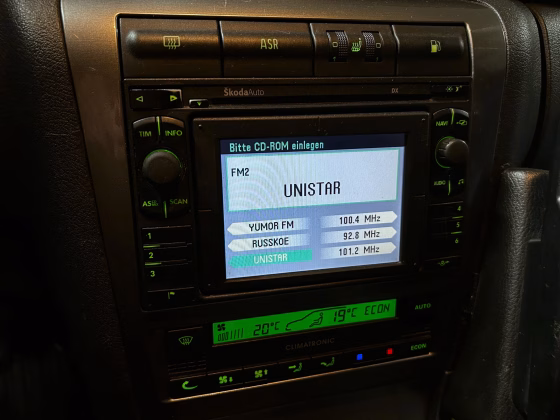 ASR
ŠkodaAuto
DX
TIM
INFO
NAVI
Bitte CD-ROM einlegen
FM2
UNISTAR
YUMOR FM 100.4 MHz
RUSSKOE 92.8 MHz
UNISTAR 101.2 MHz
AS
SCAN
AUDIO
1
2
3
4
5
6
20°C 19°C ECON
AUTO
CLIMATRONIC
ECON